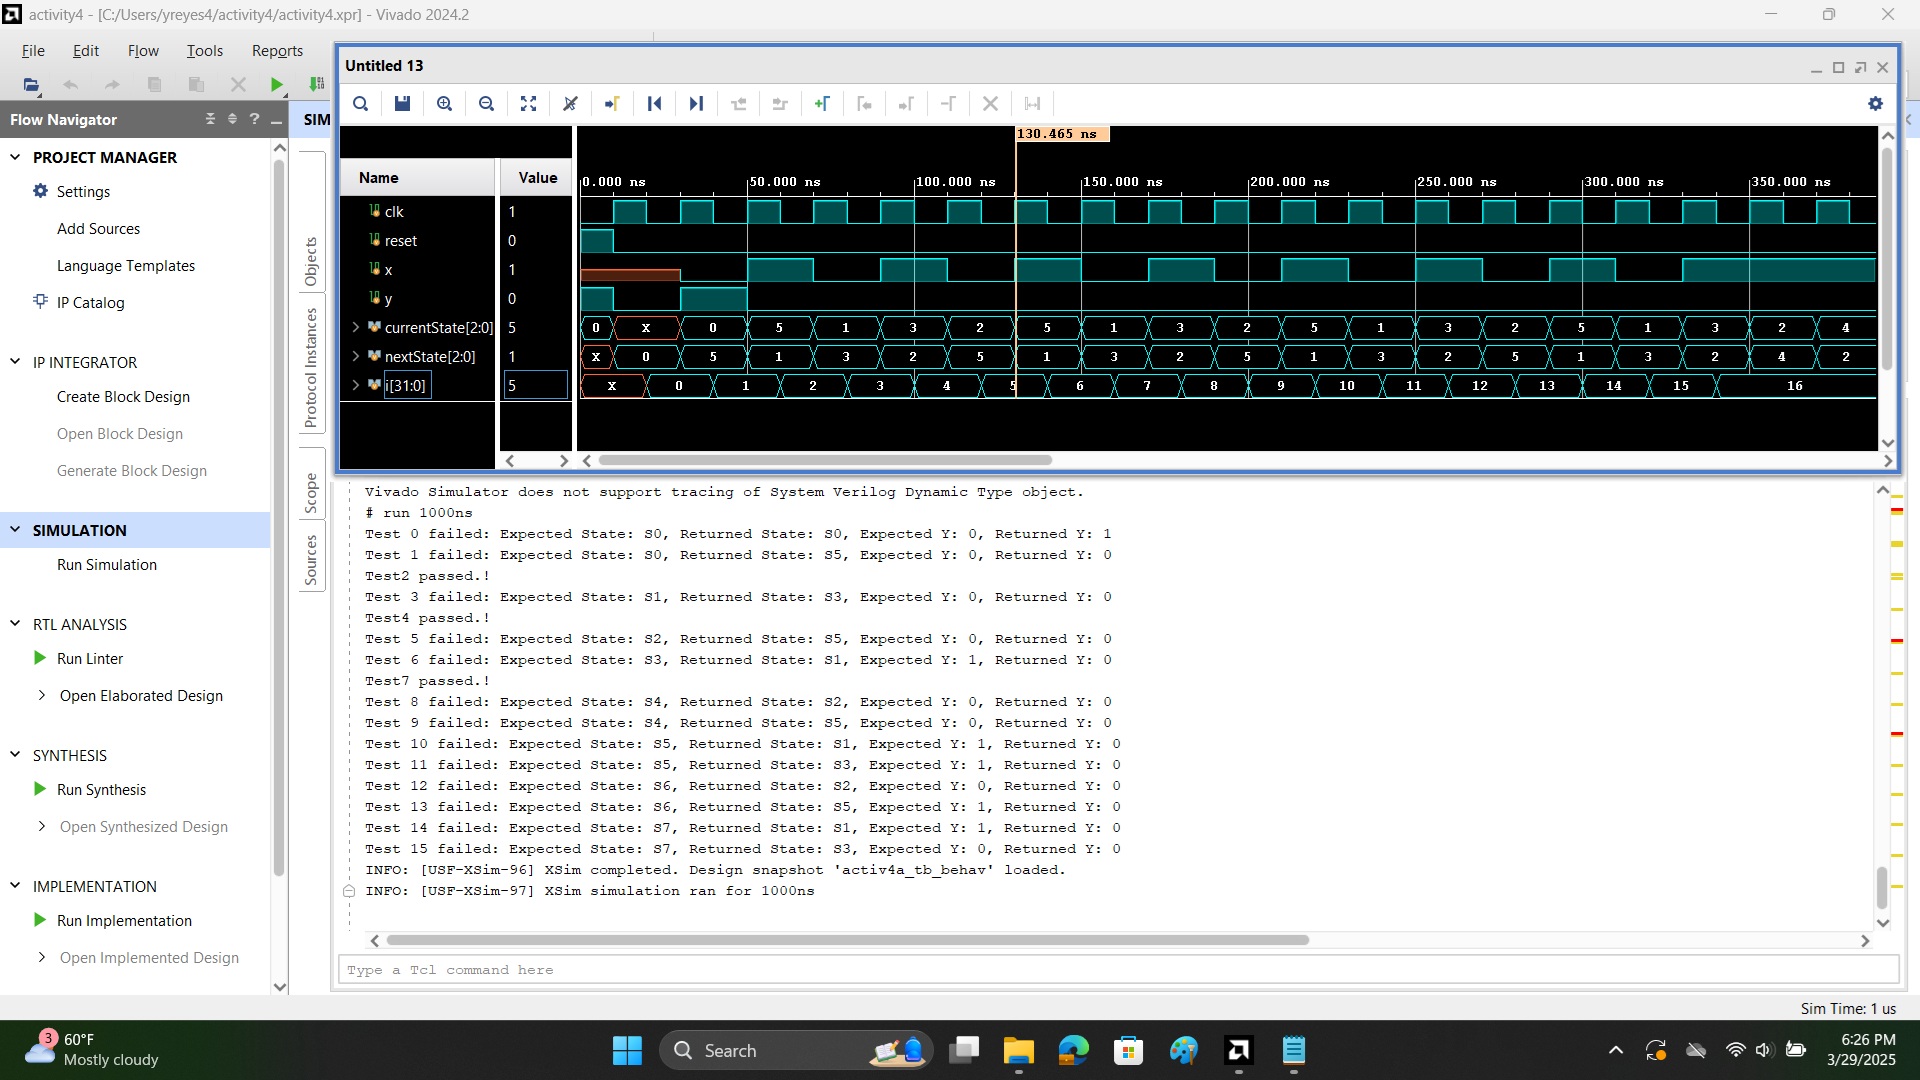 activity4 - [C:/Users/yreyes4/activity4/activity4.xpr] - Vivado 2024.2
File Edit Flow Tools Reports
Untitled 13
Flow Navigator
?
SIM
PROJECT MANAGER
Settings
Add Sources
Language Templates
IP Catalog
IP INTEGRATOR
Create Block Design
Open Block Design
Generate Block Design
SIMULATION
Run Simulation
RTL ANALYSIS
Run Linter
Open Elaborated Design
SYNTHESIS
Run Synthesis
Open Synthesized Design
IMPLEMENTATION
Run Implementation
Open Implemented Design
Objects
Protocol Instances
Scope
Sources
130.465 ns
Name Value
0.000 ns 50.000 ns 100.000 ns 150.000 ns 200.000 ns 250.000 ns 300.000 ns 350.000 ns
clk 1
reset 0
x 1
y 0
currentState[2:0] 5 0 X 0 5 1 3 2 5 1 3 2 5 1 3 2 5 1 3 2 4
nextState[2:0] 1 X 0 5 1 3 2 5 1 3 2 5 1 3 2 5 1 3 2 4 2
i[31:0] 5 X 0 1 2 3 4 5 6 7 8 9 10 11 12 13 14 15 16
Vivado Simulator does not support tracing of System Verilog Dynamic Type object.
# run 1000ns
Test 0 failed: Expected State: S0, Returned State: S0, Expected Y: 0, Returned Y: 1
Test 1 failed: Expected State: S0, Returned State: S5, Expected Y: 0, Returned Y: 0
Test2 passed.!
Test 3 failed: Expected State: S1, Returned State: S3, Expected Y: 0, Returned Y: 0
Test4 passed.!
Test 5 failed: Expected State: S2, Returned State: S5, Expected Y: 0, Returned Y: 0
Test 6 failed: Expected State: S3, Returned State: S1, Expected Y: 1, Returned Y: 0
Test7 passed.!
Test 8 failed: Expected State: S4, Returned State: S2, Expected Y: 0, Returned Y: 0
Test 9 failed: Expected State: S4, Returned State: S5, Expected Y: 0, Returned Y: 0
Test 10 failed: Expected State: S5, Returned State: S1, Expected Y: 1, Returned Y: 0
Test 11 failed: Expected State: S5, Returned State: S3, Expected Y: 1, Returned Y: 0
Test 12 failed: Expected State: S6, Returned State: S2, Expected Y: 0, Returned Y: 0
Test 13 failed: Expected State: S6, Returned State: S5, Expected Y: 1, Returned Y: 0
Test 14 failed: Expected State: S7, Returned State: S1, Expected Y: 1, Returned Y: 0
Test 15 failed: Expected State: S7, Returned State: S3, Expected Y: 0, Returned Y: 0
INFO: [USF-XSim-96] XSim completed. Design snapshot 'activ4a_tb_behav' loaded.
INFO: [USF-XSim-97] XSim simulation ran for 1000ns
Type a Tcl command here
Sim Time: 1 us
3
60°F
Mostly cloudy
Search
6:26 PM
3/29/2025